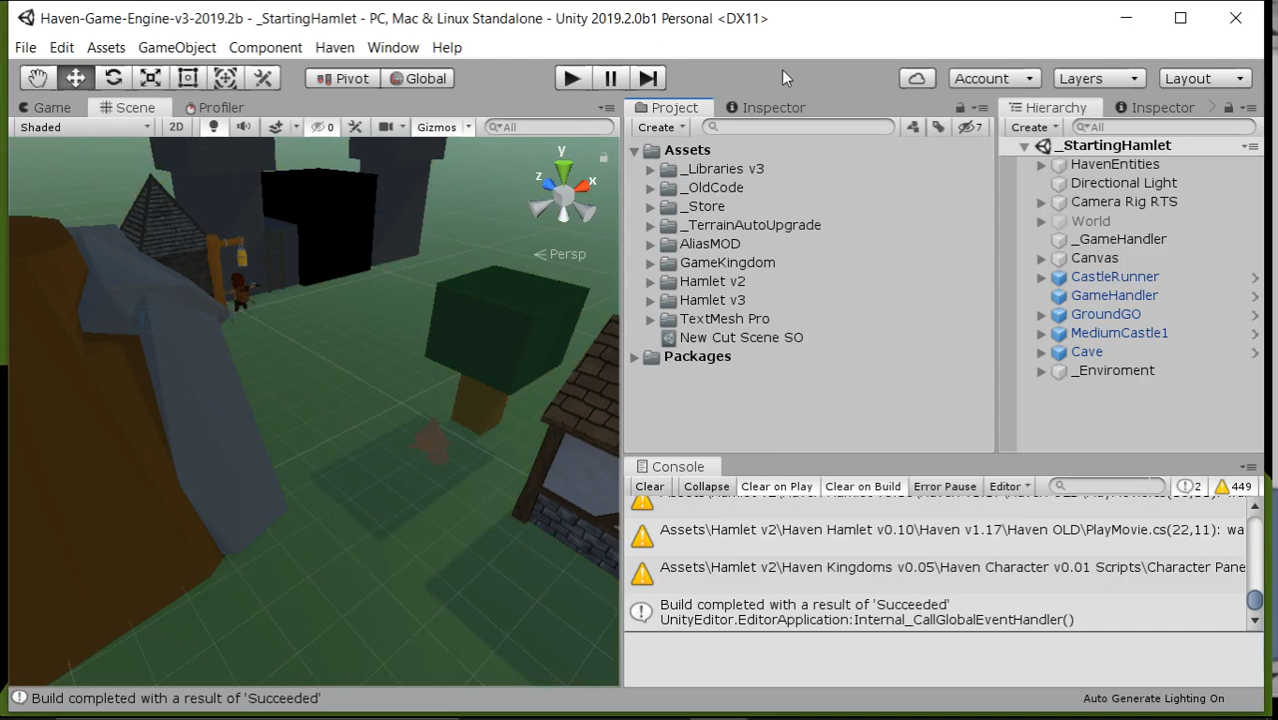 Haven-Game-Engine-v3-2019.2b - _StartingHamlet - PC, Mac & Linux Standalone - Unity 2019.2.0b1 Personal <DX11>
File Edit Assets GameObject Component Haven Window Help
Pivot Global Account Layers Layout
Game Scene Profiler
Project Inspector
Hierarchy Inspector
Shaded 2D 0 Gizmos All
Create 7
Create All
y
z x
Persp
Assets
_Libraries v3
_OldCode
_Store
_TerrainAutoUpgrade
AliasMOD
GameKingdom
Hamlet v2
Hamlet v3
TextMesh Pro
New Cut Scene SO
Packages
_StartingHamlet
HavenEntities
Directional Light
Camera Rig RTS
World
_GameHandler
Canvas
CastleRunner
GameHandler
GroundGO
MediumCastle1
Cave
_Enviroment
Console
Clear Collapse Clear on Play Clear on Build Error Pause Editor 2 449
Assets\Hamlet v2\Haven Hamlet v0.10\Haven v1.17\Haven OLD\PlayMovie.cs(22,11): wa
Assets\Hamlet v2\Haven Kingdoms v0.05\Haven Character v0.01 Scripts\Character Pane
Build completed with a result of 'Succeeded'
UnityEditor.EditorApplication:Internal_CallGlobalEventHandler()
Build completed with a result of 'Succeeded' Auto Generate Lighting On